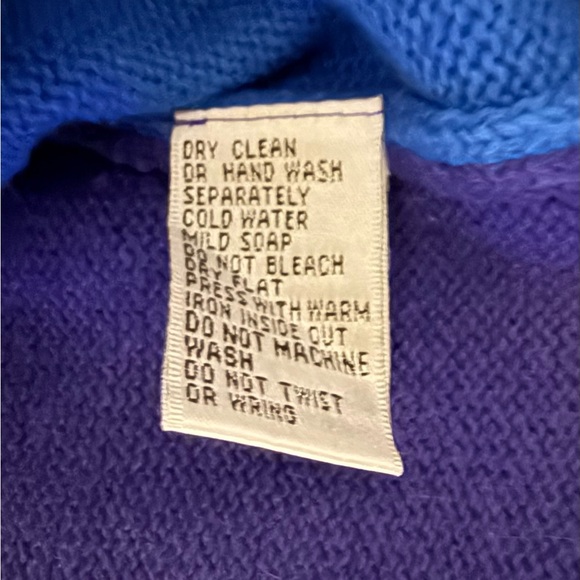 DRY CLEAN
OR HAND WASH
SEPARATELY
COLD WATER
MILD SOAP
DO NOT BLEACH
DRY FLAT
PRESS WITH WARM
IRON INSIDE OUT
DO NOT MACHINE
WASH
DO NOT TWIST
OR WRING